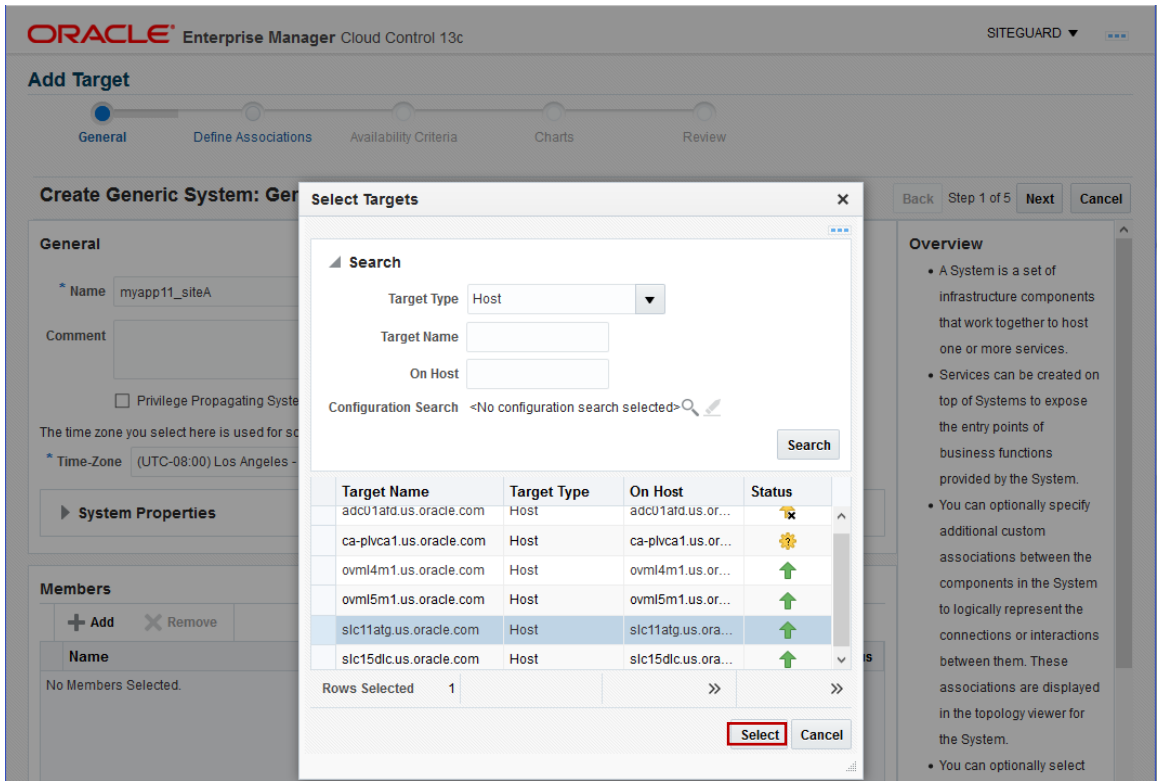 ORACLE Enterprise Manager Cloud Control 13c
SITEGUARD
Add Target
General
Define Associations
Availability Criteria
Charts
Review
Create Generic System: Ger
Back Step 1 of 5 Next Cancel
General
* Name myapp11_siteA
Comment
Privilege Propagating Syste
The time zone you select here is used for sc
* Time-Zone (UTC-08:00) Los Angeles -
System Properties
Members
Add Remove
Name
us
No Members Selected.
Select Targets
Search
Target Type Host
Target Name
On Host
Configuration Search <No configuration search selected>
Search
Target Name Target Type On Host Status
adc01afd.us.oracle.com Host adc01afd.us.or...
ca-plvca1.us.oracle.com Host ca-plvca1.us.or...
ovml4m1.us.oracle.com Host ovml4m1.us.or...
ovml5m1.us.oracle.com Host ovml5m1.us.or...
slc11atg.us.oracle.com Host slc11atg.us.ora...
slc15dlc.us.oracle.com Host slc15dlc.us.ora...
Rows Selected 1
Select Cancel
Overview
• A System is a set of
infrastructure components
that work together to host
one or more services.
• Services can be created on
top of Systems to expose
the entry points of
business functions
provided by the System.
• You can optionally specify
additional custom
associations between the
components in the System
to logically represent the
connections or interactions
between them. These
associations are displayed
in the topology viewer for
the System.
• You can optionally select